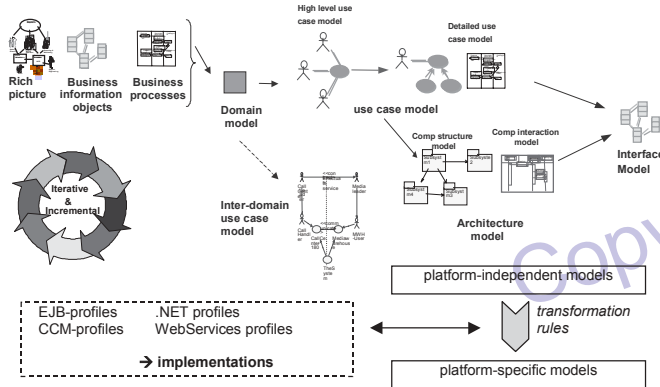 High level use
case model
Detailed use
case model
Rich
picture
Business
information
objects
Business
processes
Domain
model
use case model
Comp structure
model
Comp interaction
model
Interface
Model
Iterative
&
Incremental
Inter-domain
use case
model
Architecture
model
Copy
platform-independent models
EJB-profiles .NET profiles
CCM-profiles WebServices profiles
→ implementations
transformation
rules
platform-specific models